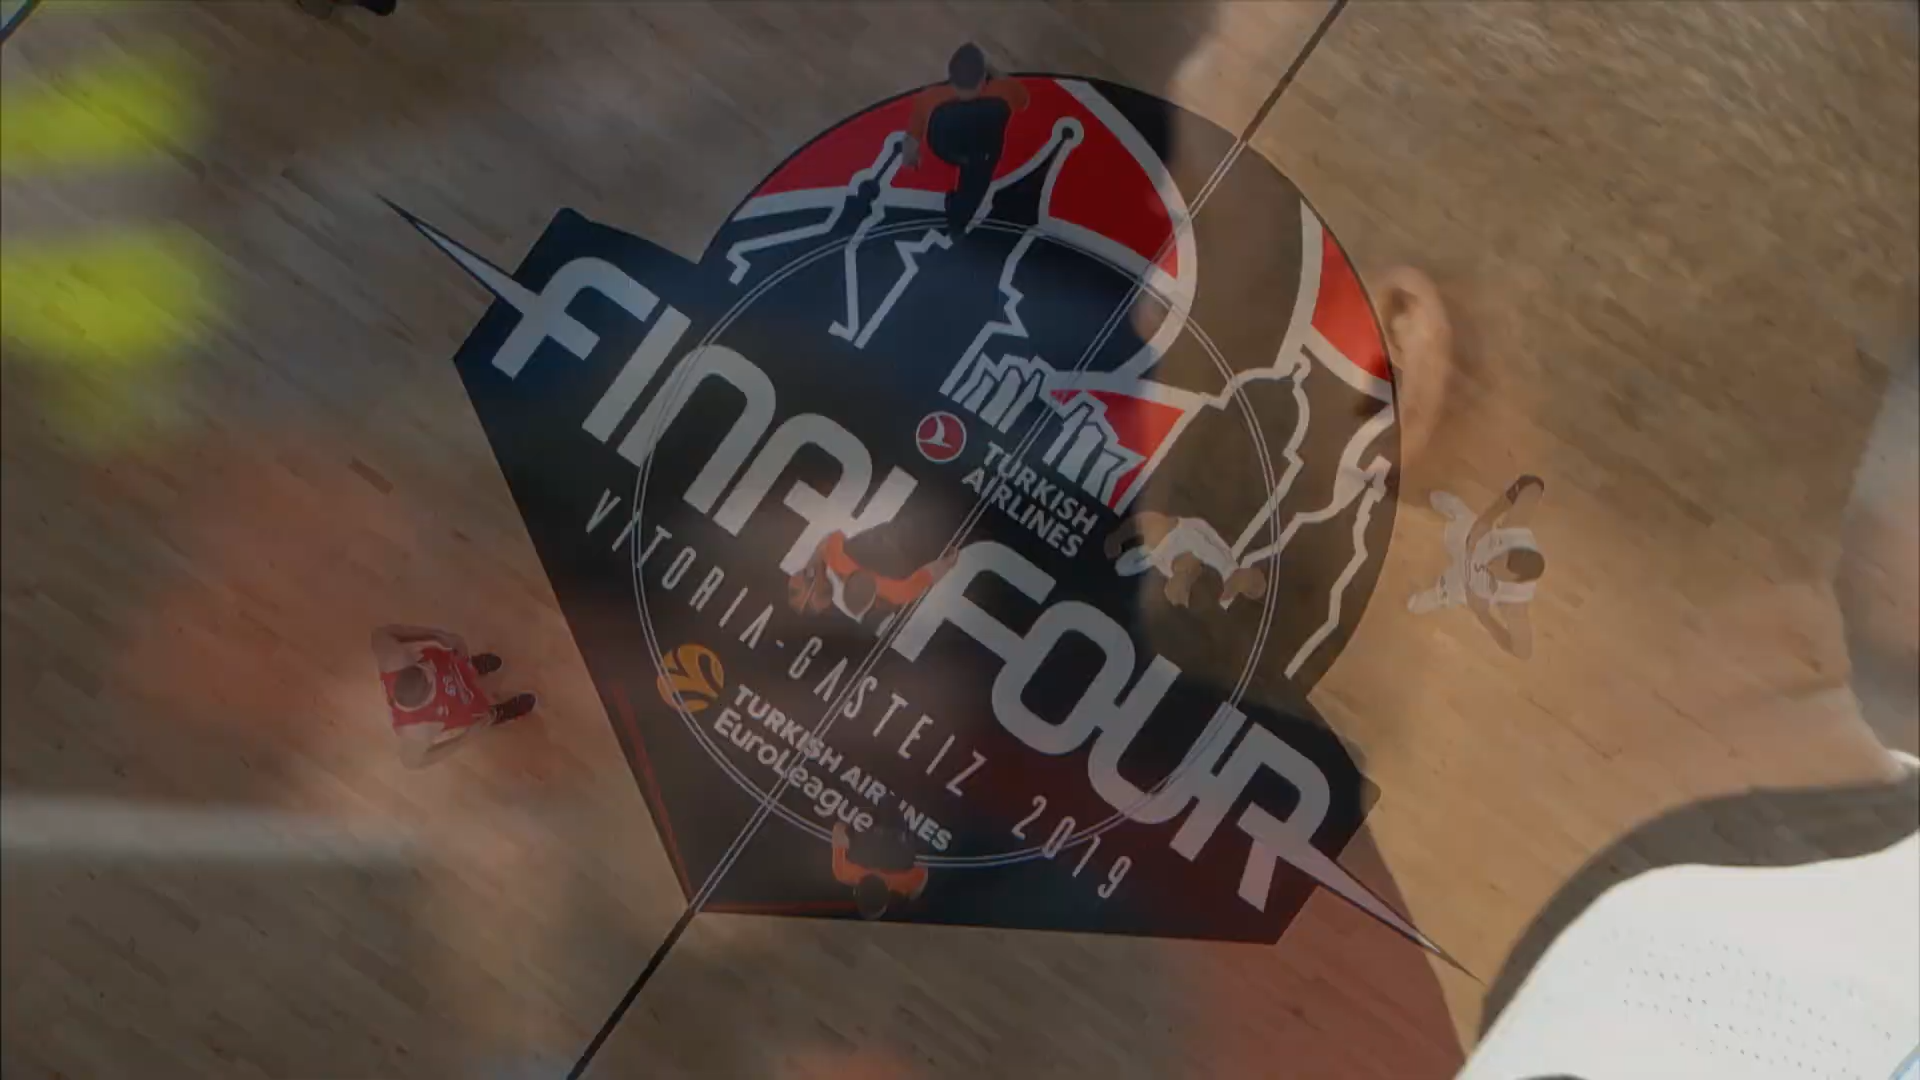 FINAL FOUR
TURKISH
AIRLINES
VITORIA-GASTEIZ 2019
TURKISH AIRLINES
EuroLeague